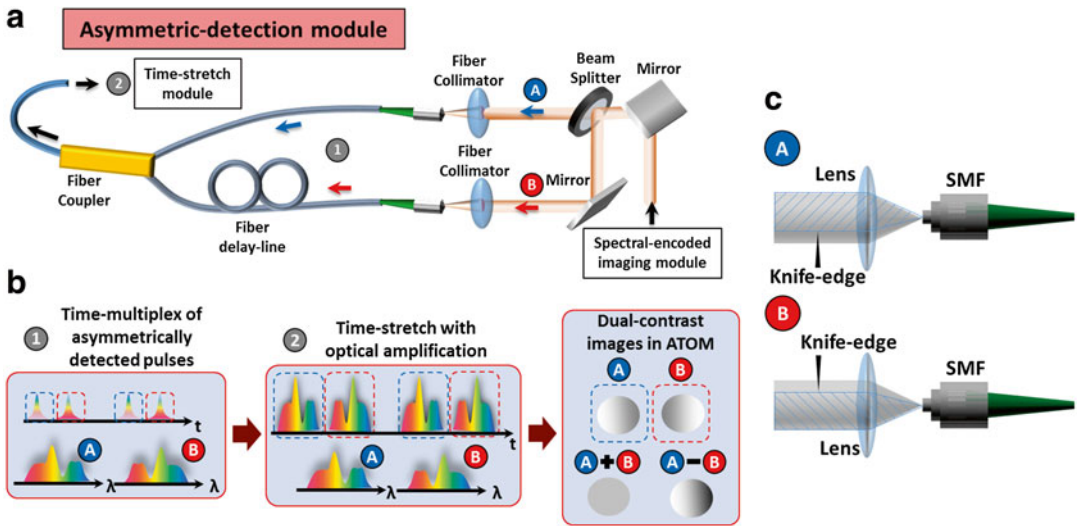 a
Asymmetric-detection module
2
Time-stretch
module
Fiber
Collimator
A
Beam
Splitter
Mirror
1
Fiber
Coupler
Fiber
delay-line
Fiber
Collimator
B
Mirror
Spectral-encoded
imaging module
b
1
Time-multiplex of
asymmetrically
detected pulses
t
A
B
λ
λ
2
Time-stretch with
optical amplification
t
A
B
λ
λ
Dual-contrast
images in ATOM
A
B
A+B
A-B
c
A
Lens
SMF
Knife-edge
B
Knife-edge
SMF
Lens